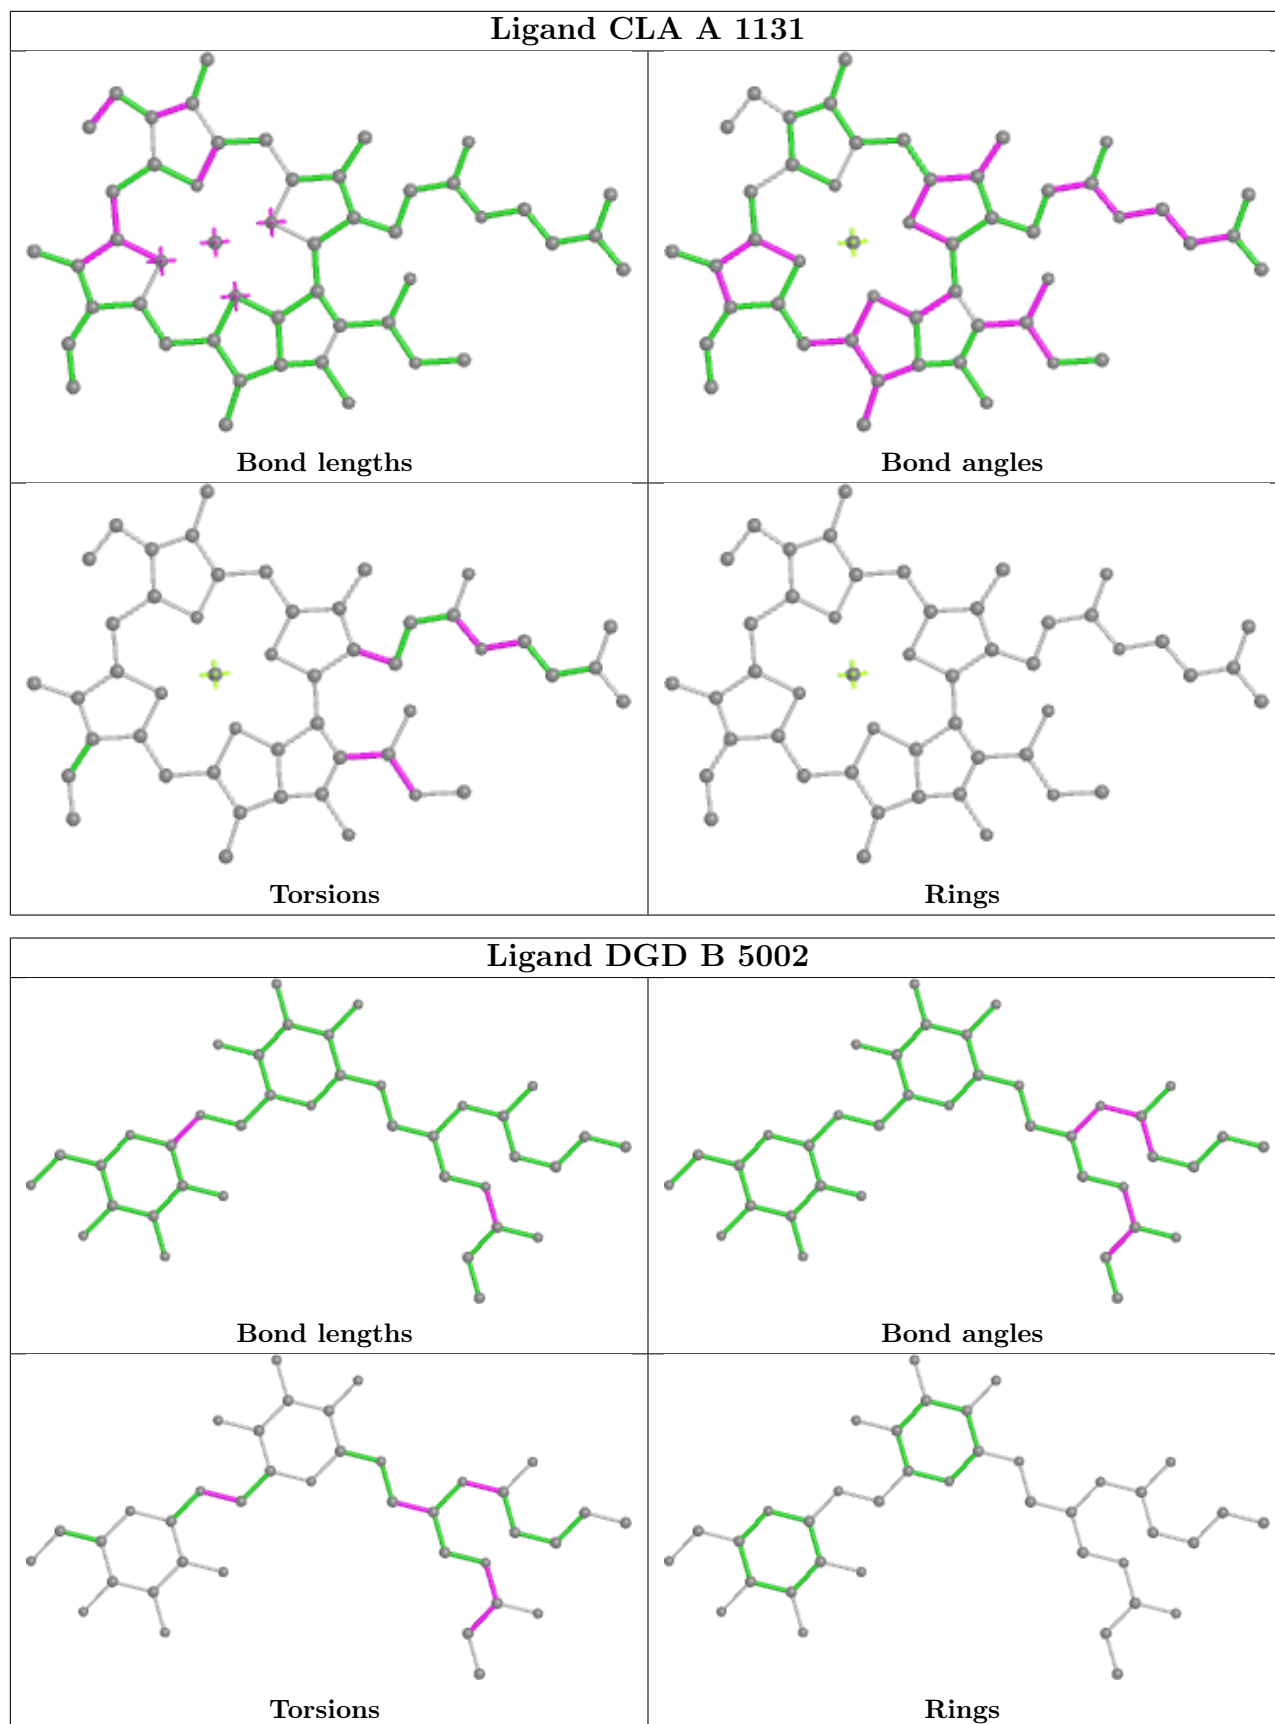 Ligand CLA A 1131
Bond lengths
Bond angles
Torsions
Rings
Ligand DGD B 5002
Bond lengths
Bond angles
Torsions
Rings